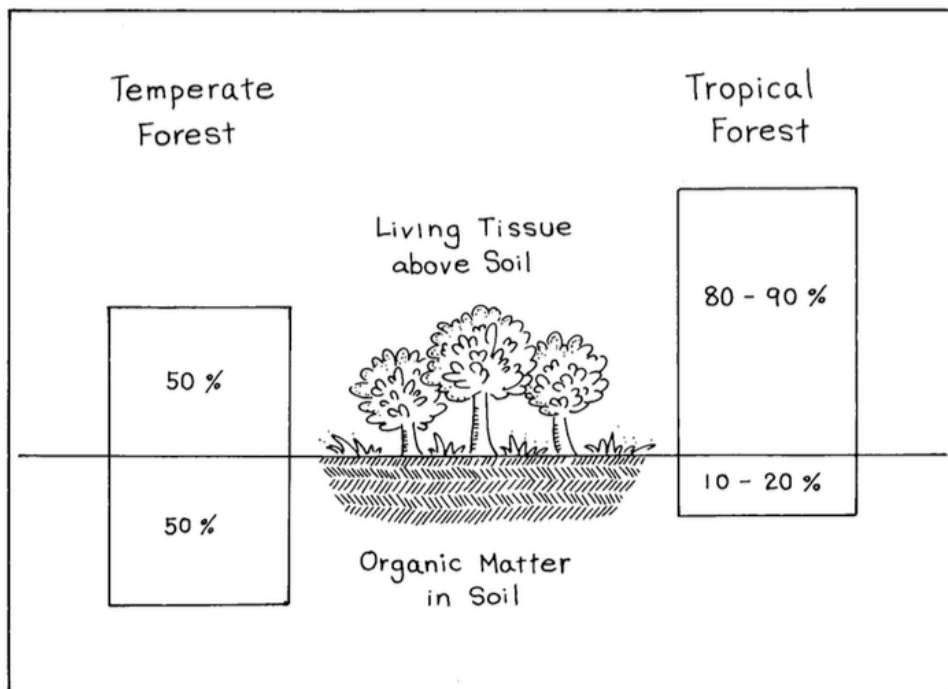 Temperate
Forest
Tropical
Forest
Living Tissue
above Soil
80 - 90 %
50 %
10 - 20 %
50 %
Organic Matter
in Soil